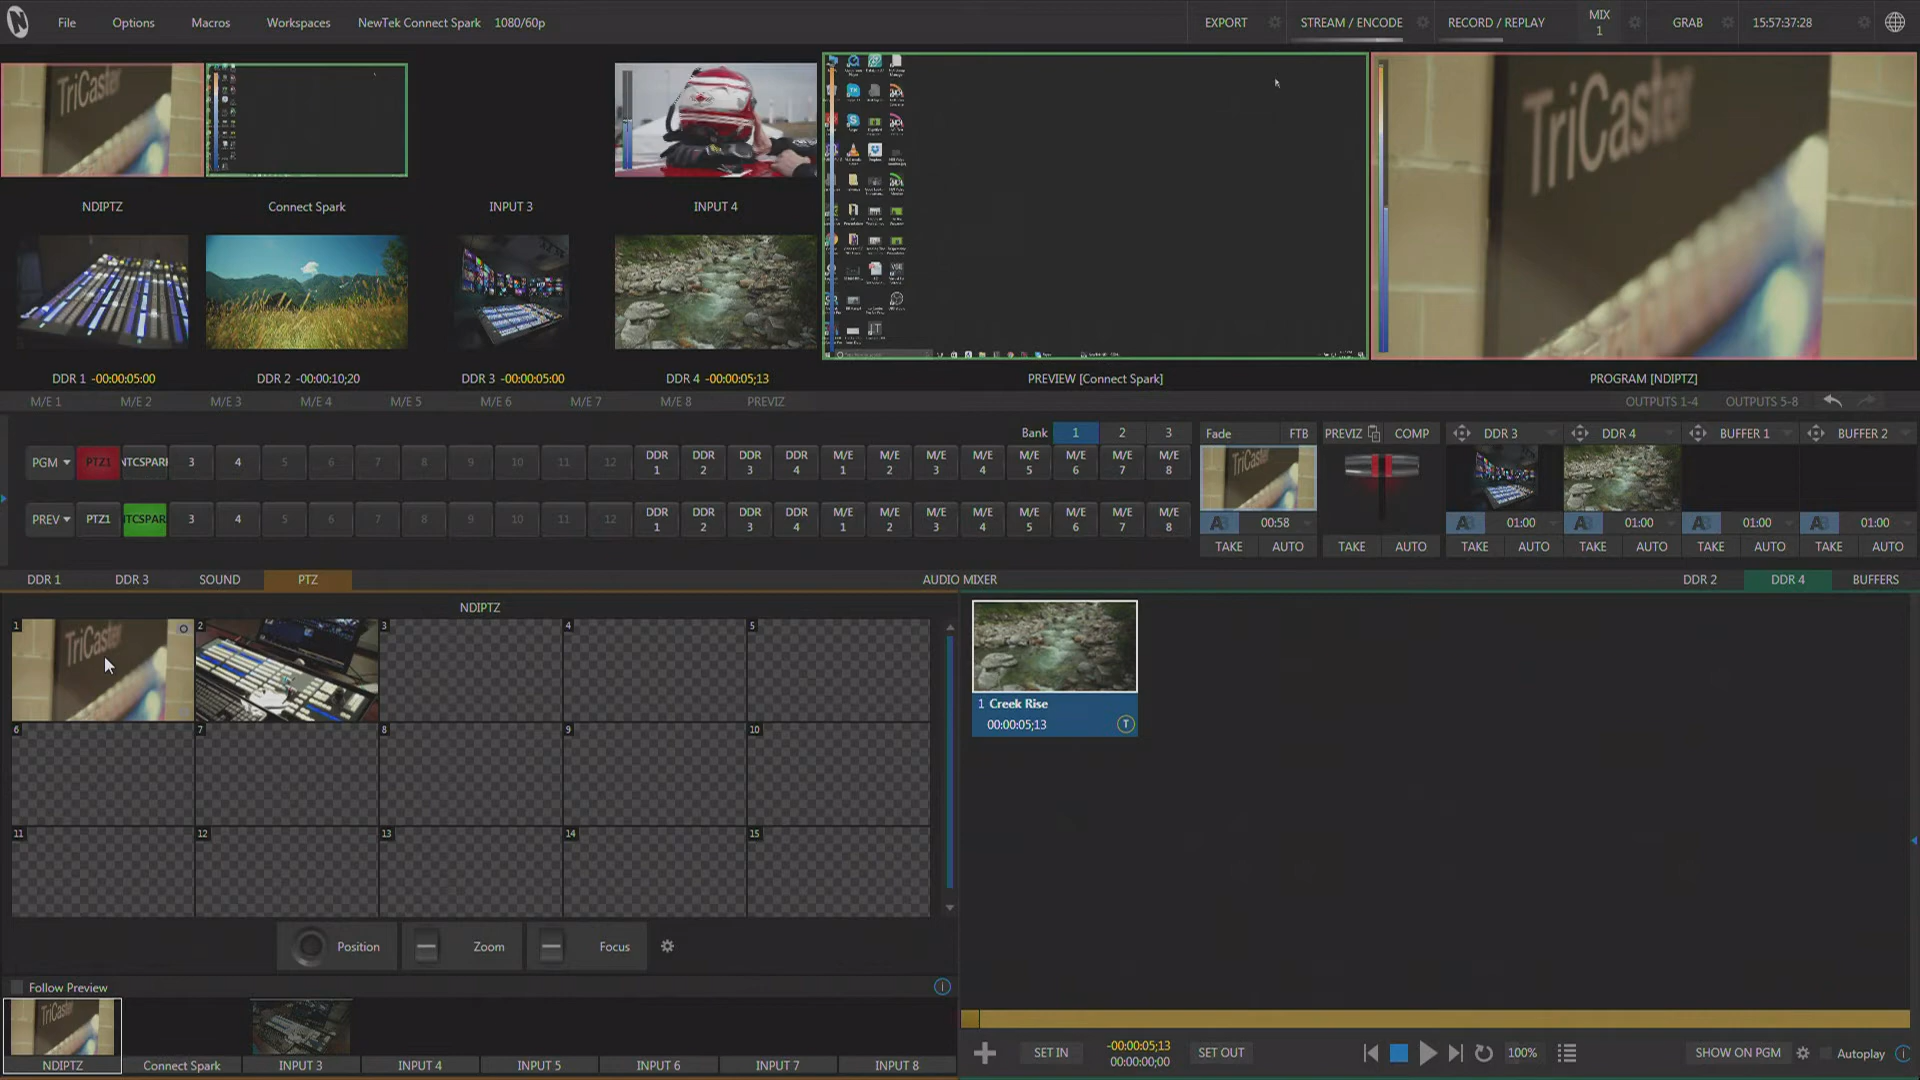 File Options Macros Workspaces NewTek Connect Spark 1080/60p EXPORT STREAM / ENCODE RECORD / REPLAY MIX 1 GRAB 15:57:37:28
TriCaster
TriCaster
NDIPTZ Connect Spark INPUT 3 INPUT 4
DDR 1 -00:00:05:00 DDR 2 -00:00:10;20 DDR 3 -00:00:05:00 DDR 4 -00:00:05;13 PREVIEW [Connect Spark] PROGRAM [NDIPTZ]
M/E 1 M/E 2 M/E 3 M/E 4 M/E 5 M/E 6 M/E 7 M/E 8 PREVIZ OUTPUTS 1-4 OUTPUTS 5-8
Bank 1 2 3 Fade FTB PREVIZ COMP DDR 3 DDR 4 BUFFER 1 BUFFER 2
PGM PTZ1 NTCSPARI 3 4 5 6 7 8 9 10 11 12 DDR 1 DDR 2 DDR 3 DDR 4 M/E 1 M/E 2 M/E 3 M/E 4 M/E 5 M/E 6 M/E 7 M/E 8
TriCaster
PREV PTZ1 ITCSPAR 3 4 5 6 7 8 9 10 11 12 DDR 1 DDR 2 DDR 3 DDR 4 M/E 1 M/E 2 M/E 3 M/E 4 M/E 5 M/E 6 M/E 7 M/E 8
00:58 01:00 01:00 01:00 01:00
TAKE AUTO TAKE AUTO TAKE AUTO TAKE AUTO TAKE AUTO TAKE AUTO
DDR 1 DDR 3 SOUND PTZ AUDIO MIXER DDR 2 DDR 4 BUFFERS
NDIPTZ
1 2 3 4 5
TriCaster
6 7 8 9 10
11 12 13 14 15
1 Creek Rise
00:00:05;13 T
Position Zoom Focus
Follow Preview
TriCaster
NDIPTZ Connect Spark INPUT 3 INPUT 4 INPUT 5 INPUT 6 INPUT 7 INPUT 8
SET IN -00:00:05;13 00:00:00;00 SET OUT 100% SHOW ON PGM Autoplay